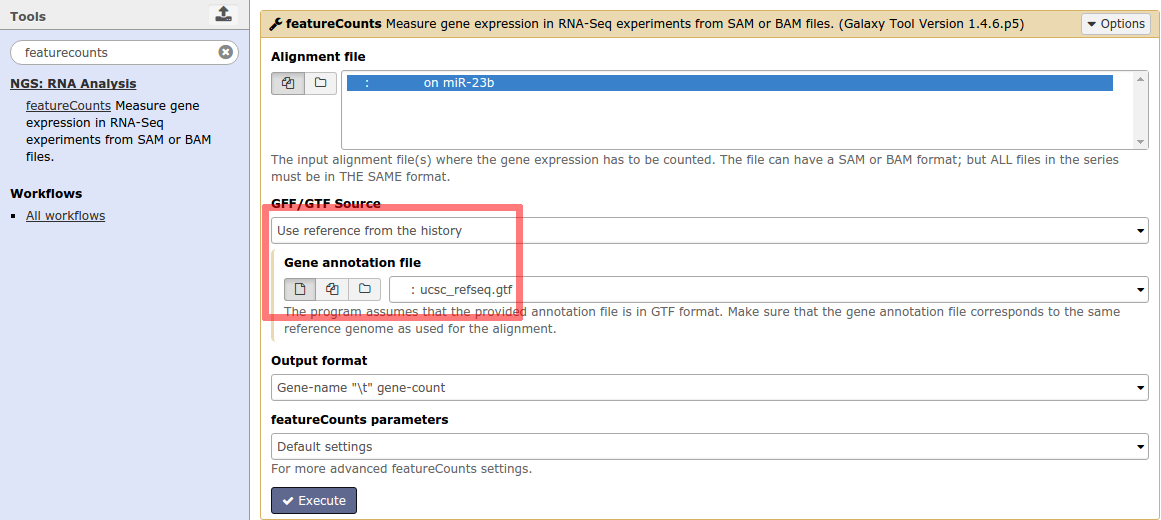 Tools
featurecounts
NGS: RNA Analysis
featureCounts Measure gene
expression in RNA-Seq
experiments from SAM or BAM
files.
Workflows
All workflows
featureCounts Measure gene expression in RNA-Seq experiments from SAM or BAM files. (Galaxy Tool Version 1.4.6.p5)
Options
Alignment file
: on miR-23b
The input alignment file(s) where the gene expression has to be counted. The file can have a SAM or BAM format; but ALL files in the series
must be in THE SAME format.
GFF/GTF Source
Use reference from the history
Gene annotation file
: ucsc_refseq.gtf
The program assumes that the provided annotation file is in GTF format. Make sure that the gene annotation file corresponds to the same
reference genome as used for the alignment.
Output format
Gene-name "\t" gene-count
featureCounts parameters
Default settings
For more advanced featureCounts settings.
Execute